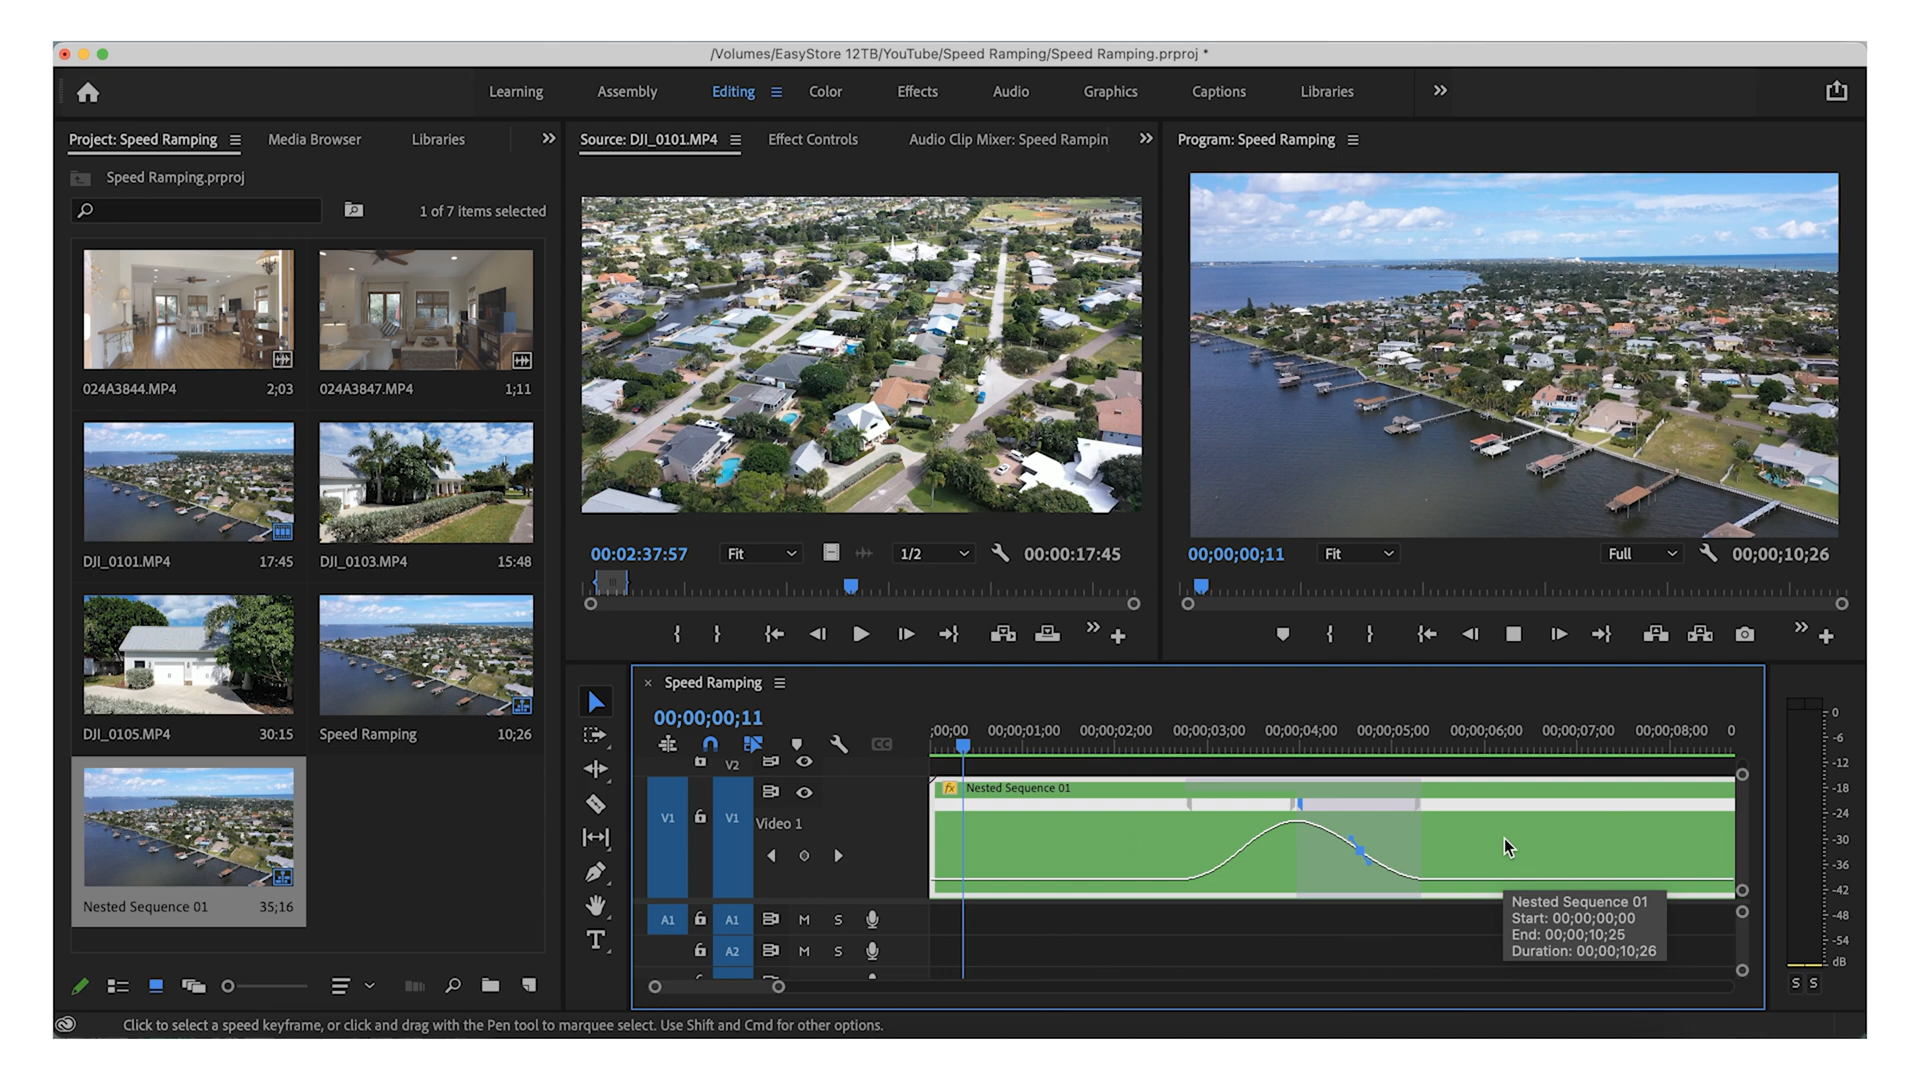 /Volumes/EasyStore 12TB/YouTube/Speed Ramping/Speed Ramping.prproj *
Learning Assembly Editing Color Effects Audio Graphics Captions Libraries
Project: Speed Ramping Media Browser Libraries
Source: DJI_0101.MP4 Effect Controls Audio Clip Mixer: Speed Rampin
Program: Speed Ramping
Speed Ramping.prproj
1 of 7 items selected
024A3844.MP4 2;03
024A3847.MP4 1;11
DJI_0101.MP4 17:45
DJI_0103.MP4 15:48
DJI_0105.MP4 30:15
Speed Ramping 10;26
Nested Sequence 01 35;16
00:02:37:57 Fit 1/2 00:00:17:45
00;00;00;11 Fit Full 00;00;10;26
Speed Ramping
00;00;00;11
;00;00 00;00;01;00 00;00;02;00 00;00;03;00 00;00;04;00 00;00;05;00 00;00;06;00 00;00;07;00 00;00;08;00 0
CC
V2
fx Nested Sequence 01
V1 V1 Video 1
A1 A1 M S
A2 M S
T
Nested Sequence 01
Start: 00;00;00;00
End: 00;00;10;25
Duration: 00;00;10;26
0
-6
-12
-18
-24
-30
-36
-42
-48
-54
dB
S S
Click to select a speed keyframe, or click and drag with the Pen tool to marquee select. Use Shift and Cmd for other options.